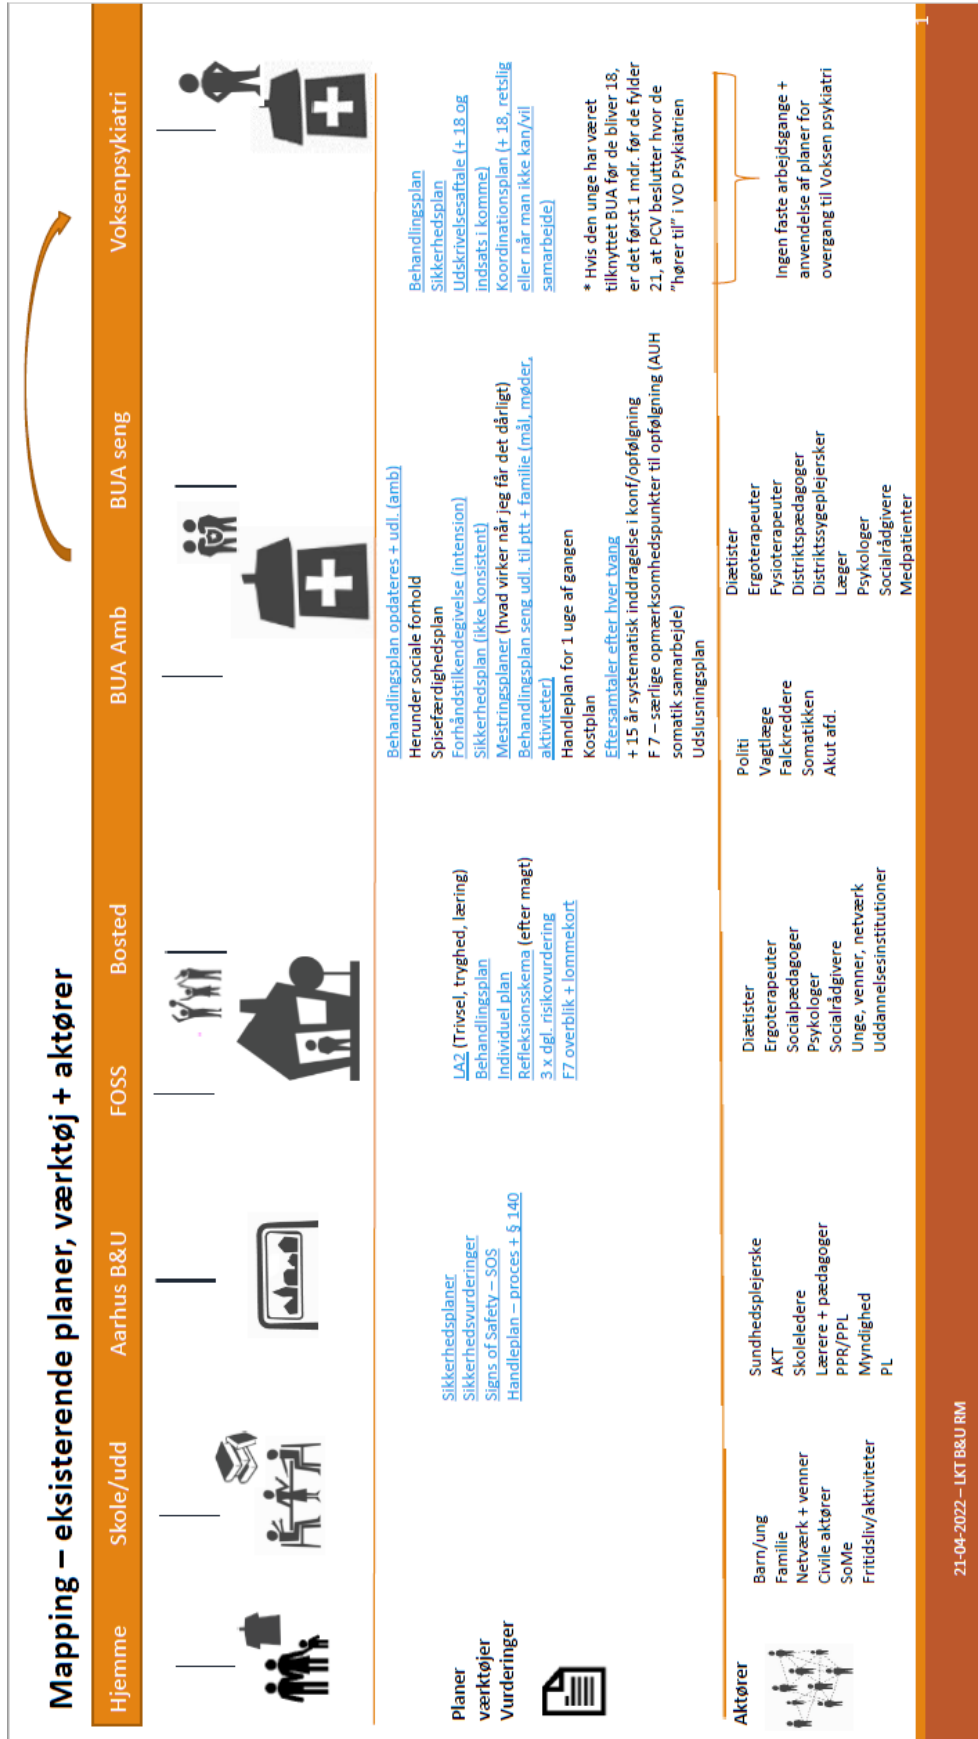 Mapping – eksisterende planer, værktøj + aktører
Hjemme
Skole/udd
Aarhus B&U
FOSS
Bosted
BUA Amb
BUA seng
Voksenpsykiatri
Planer
værktøjer
Vurderinger
Sikkerhedsplaner
Sikkerhedsvurderinger
Signs of Safety – SOS
Handleplan – proces + § 140
LA2 (Trivsel, tryghed, læring)
Behandlingsplan
Individuel plan
Refleksionsskema (efter magt)
3 x dgl. risikovurdering
F7 overblik + lommekort
Behandlingsplan opdateres + udl. (amb)
Herunder sociale forhold
Spisefærdighedsplan
Forhåndstilkendegivelse (intension)
Sikkerhedsplan (ikke konsistent)
Mestringsplaner (hvad virker når jeg får det dårligt)
Behandlingsplan seng udl. til ptt + familie (mål, møder,
aktiviteter)
Handleplan for 1 uge af gangen
Kostplan
Eftersamtaler efter hver tvang
+ 15 år systematisk inddragelse i konf/opfølgning
F 7 – særlige opmærksomhedspunkter til opfølgning (AUH
somatik samarbejde)
Udslusningsplan
Behandlingsplan
Sikkerhedsplan
Udskrivelsesaftale (+ 18 og
indsats i komme)
Koordinationsplan (+ 18, retslig
eller når man ikke kan/vil
samarbejde)
* Hvis den unge har været
tilknyttet BUA før de bliver 18,
er det først 1 mdr. før de fylder
21, at PCV beslutter hvor de
”hører til” i VO Psykiatrien
Aktører
Barn/ung
Familie
Netværk + venner
Civile aktører
SoMe
Fritidsliv/aktiviteter
Sundhedsplejerske
AKT
Skoleledere
Lærere + pædagoger
PPR/PPL
Myndighed
PL
Diætister
Ergoterapeuter
Socialpædagoger
Psykologer
Socialrådgivere
Unge, venner, netværk
Uddannelsesinstitutioner
Politi
Vagtlæge
Falckreddere
Somatikken
Akut afd.
Diætister
Ergoterapeuter
Fysioterapeuter
Distriktspædagoger
Distriktssygeplejersker
Læger
Psykologer
Socialrådgivere
Medpatienter
Ingen faste arbejdsgange +
anvendelse af planer for
overgang til Voksen psykiatri
21-04-2022 – LKT B&U RM
1